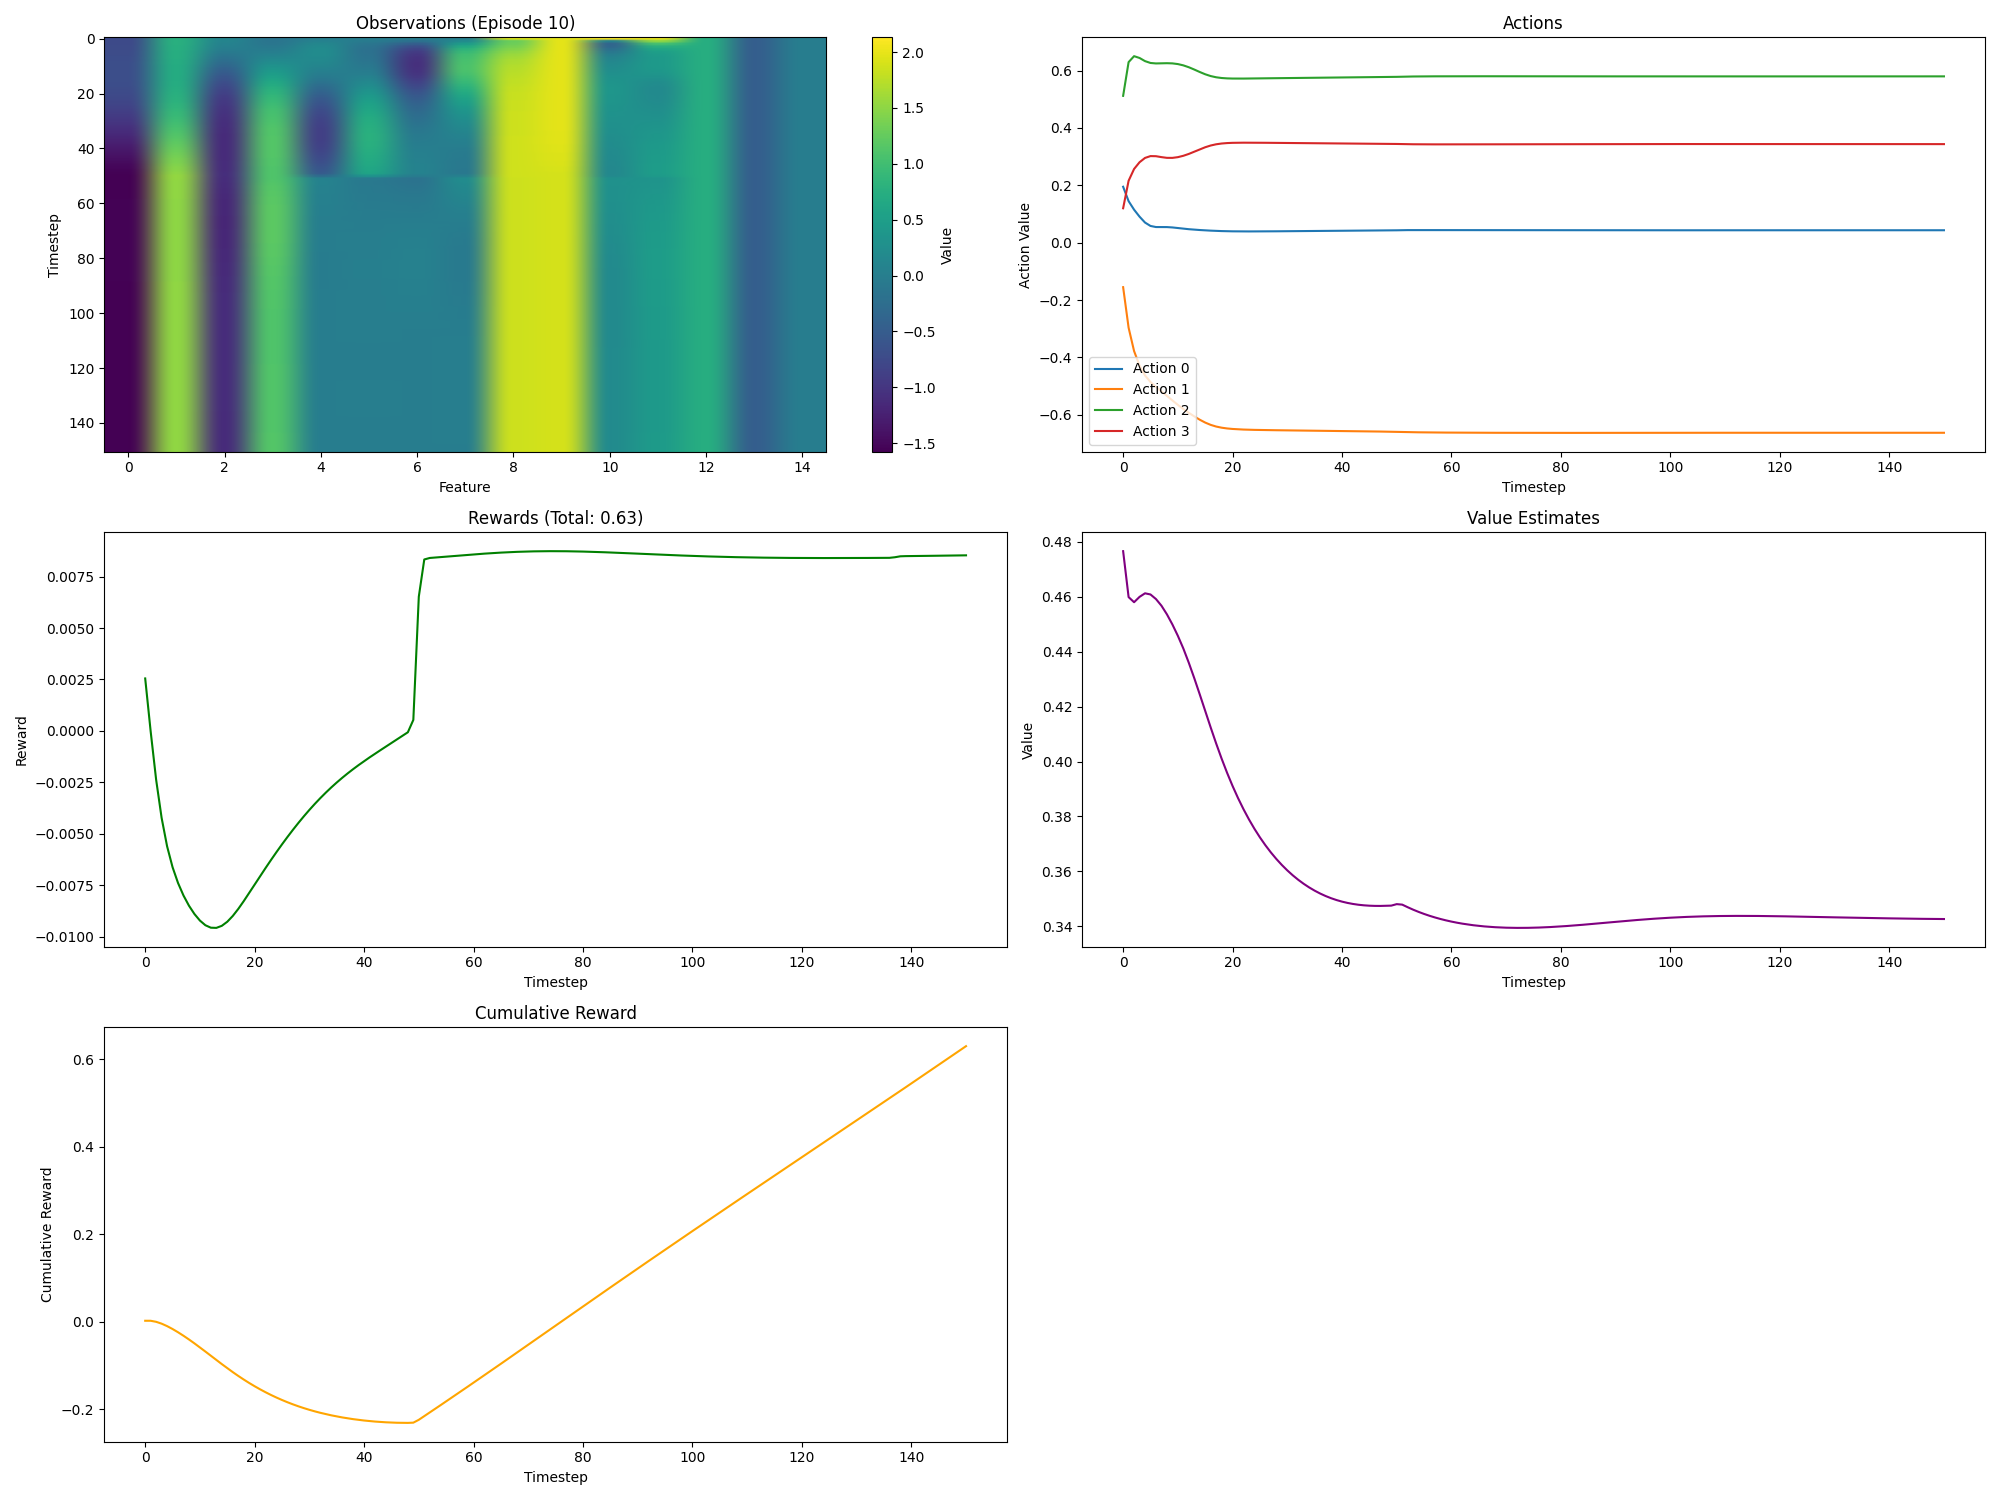 Observations (Episode 10)
0
20
40
60
80
100
120
140
Timestep
0 2 4 6 8 10 12 14
Feature
2.0
1.5
1.0
0.5
0.0
−0.5
−1.0
−1.5
Value
Actions
0.6
0.4
0.2
0.0
−0.2
−0.4
−0.6
Action Value
Action 0
Action 1
Action 2
Action 3
0 20 40 60 80 100 120 140
Timestep
Rewards (Total: 0.63)
0.0075
0.0050
0.0025
0.0000
−0.0025
−0.0050
−0.0075
−0.0100
Reward
0 20 40 60 80 100 120 140
Timestep
Value Estimates
0.48
0.46
0.44
0.42
0.40
0.38
0.36
0.34
Value
0 20 40 60 80 100 120 140
Timestep
Cumulative Reward
0.6
0.4
0.2
0.0
−0.2
Cumulative Reward
0 20 40 60 80 100 120 140
Timestep